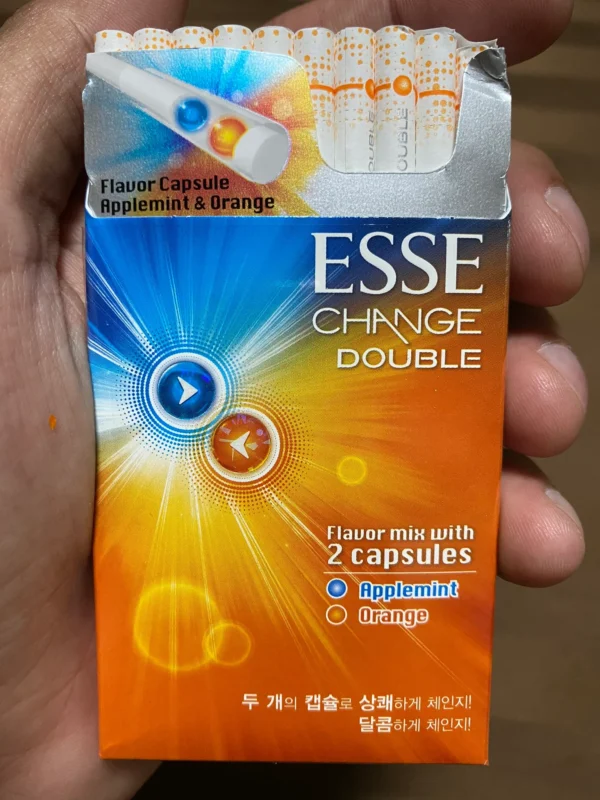 DOUBLE
Flavor Capsule
Applemint & Orange
ESSE
CHANGE
DOUBLE
Flavor mix with
2 capsules
Applemint
Orange
두 개의 캡슐로 상쾌하게 체인지!
달콤하게 체인지!